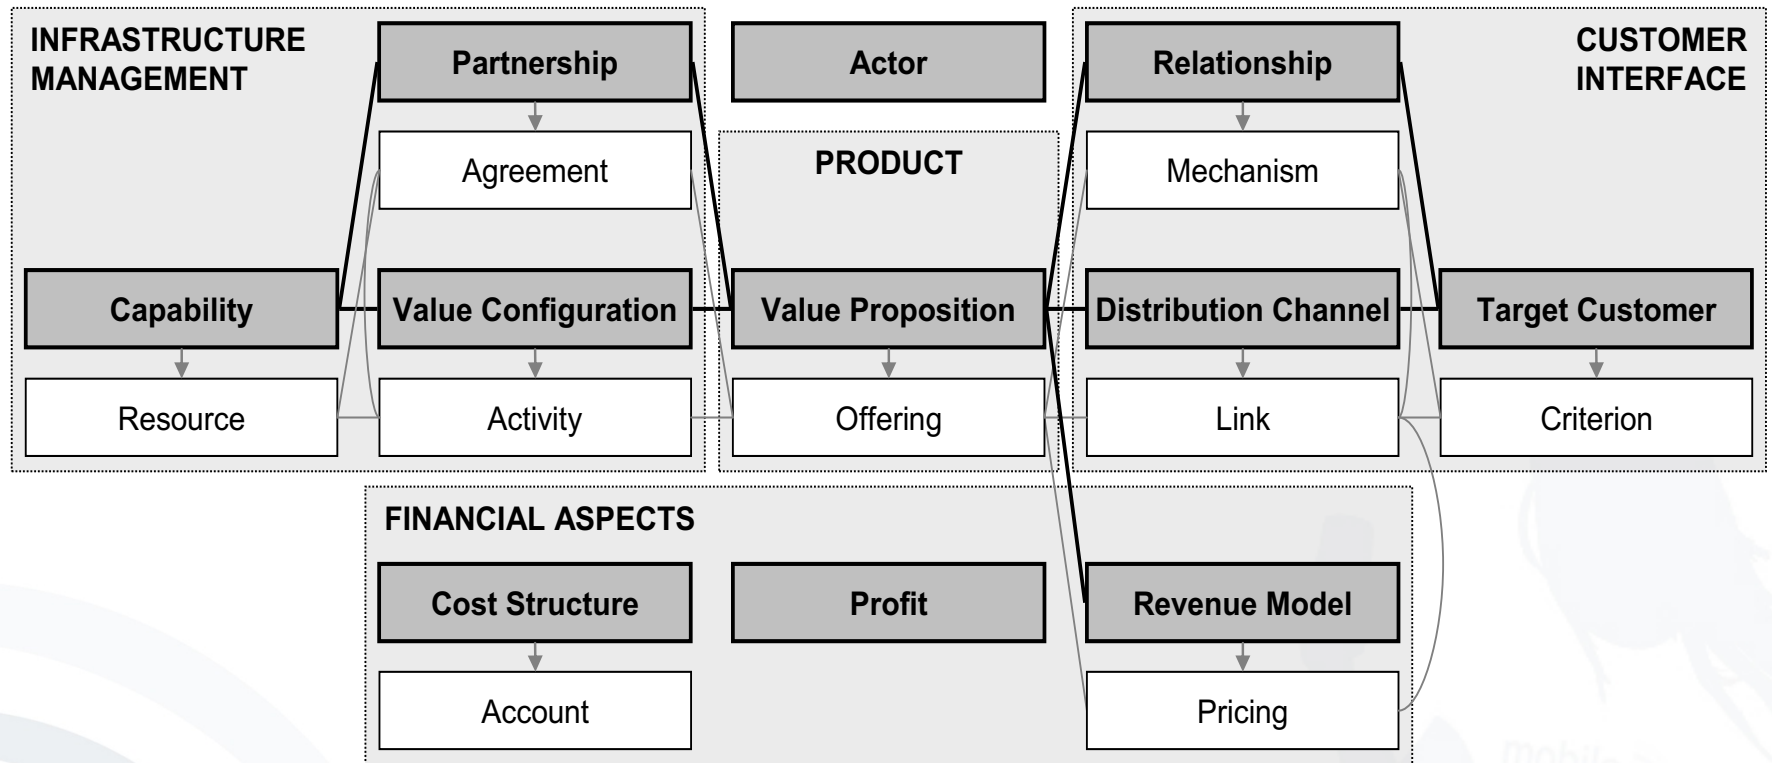 INFRASTRUCTURE
MANAGEMENT
Partnership
Actor
Relationship
CUSTOMER
INTERFACE
Agreement
PRODUCT
Mechanism
Capability
Value Configuration
Value Proposition
Distribution Channel
Target Customer
Resource
Activity
Offering
Link
Criterion
FINANCIAL ASPECTS
Cost Structure
Profit
Revenue Model
Account
Pricing